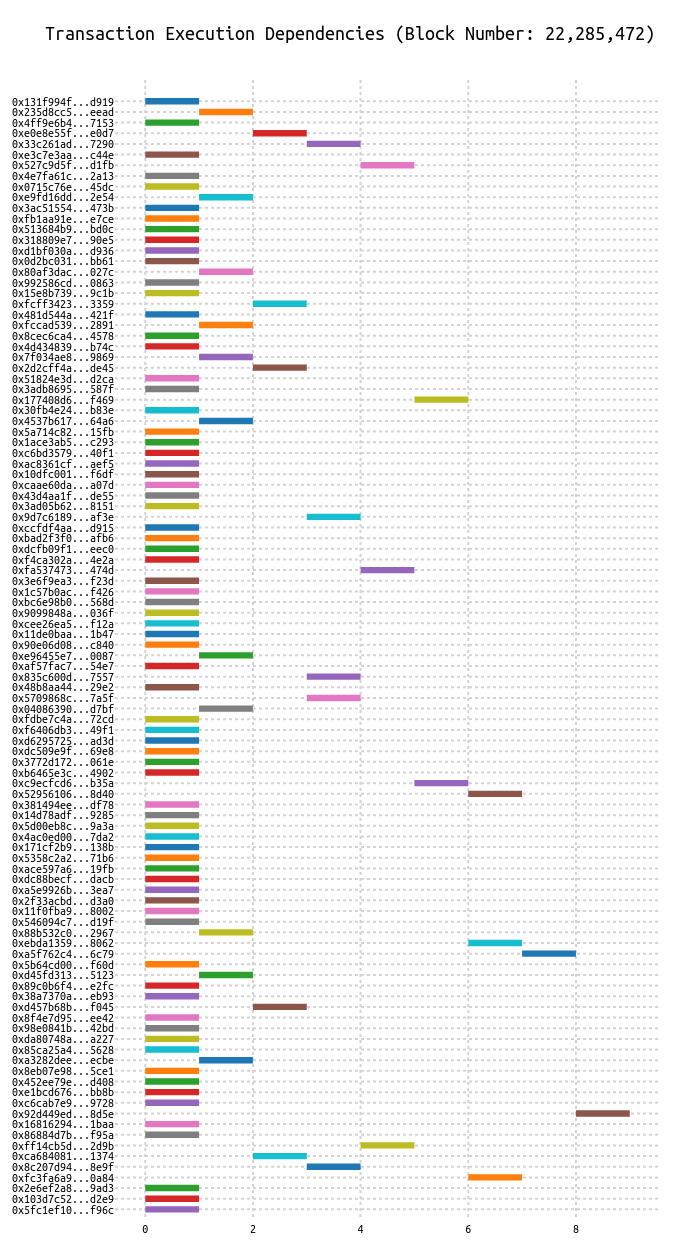 Transaction Execution Dependencies (Block Number: 22,285,472)
0x131f994f...d919
0x235d8cc5...eead
0x4ff9e6b4...7153
0xe0e8e55f...e0d7
0x33c261ad...7290
0xe3c7e3aa...c44e
0x527c9d5f...d1fb
0x4e7fa61c...2a13
0x0715c76e...45dc
0xe9fd16dd...2e54
0x3ac51554...473b
0xfb1aa91e...e7ce
0x513684b9...bd0c
0x318809e7...90e5
0xd1bf030a...d936
0x0d2bc031...bb61
0x80af3dac...027c
0x992586cd...0863
0x15e8b739...9c1b
0xfcff3423...3359
0x481d544a...421f
0xfccad539...2891
0x8cec6ca4...4578
0x4d434839...b74c
0x7f034ae8...9869
0x2d2cff4a...de45
0x51824e3d...d2ca
0x3adb8695...587f
0x177408d6...f469
0x30fb4e24...b83e
0x4537b617...64a6
0x5a714c82...15fb
0x1ace3ab5...c293
0xc6bd3579...40f1
0xac8361cf...aef5
0x10dfc001...f6df
0xcaae60da...a07d
0x43d4aa1f...de55
0x3ad05b62...8151
0x9d7c6189...af3e
0xccfdf4aa...d915
0xbad2f3f0...afb6
0xdcfb09f1...eec0
0xf4ca302a...4e2a
0xfa537473...474d
0x3e6f9ea3...f23d
0x1c57b0ac...f426
0xbc6e98b0...568d
0x9099848a...036f
0xcee26ea5...f12a
0x11de0baa...1b47
0x90e06d08...c840
0xe96455e7...0087
0xaf57fac7...54e7
0x835c600d...7557
0x48b8aa44...29e2
0x5709868c...7a5f
0x04086390...d7bf
0xfdbe7c4a...72cd
0xf6406db3...49f1
0xd6295725...ad3d
0xdc509e9f...69e8
0x3772d172...061e
0xb6465e3c...4902
0xc9ecfcd6...b35a
0x52956106...8d40
0x381494ee...df78
0x14d78adf...9285
0x5d00eb8c...9a3a
0x4ac0ed00...7da2
0x171cf2b9...138b
0x5358c2a2...71b6
0xace597a6...19fb
0xdc88becf...dacb
0xa5e9926b...3ea7
0x2f33acbd...d3a0
0x11f0fba9...8002
0x546094c7...d19f
0x88b532c0...2967
0xebda1359...8062
0xa5f762c4...6c79
0x5b64cd00...f60d
0xd45fd313...5123
0x89c0b6f4...e2fc
0x38a7370a...eb93
0xd457b68b...f045
0x8f4e7d95...ee42
0x98e0841b...42bd
0xda80748a...a227
0x85ca25a4...5628
0xa3282dee...ecbe
0x8eb07e98...5ce1
0x452ee79e...d408
0xe1bcd676...bb8b
0xc6cab7e9...9728
0x92d449ed...8d5e
0x16816294...1baa
0x86884d7b...f95a
0xff14cb5d...2d9b
0xca684081...1374
0x8c207d94...8e9f
0xfc3fa6a9...0a84
0x2e6ef2a8...9ad3
0x103d7c52...d2e9
0x5fc1ef10...f96c
0 2 4 6 8